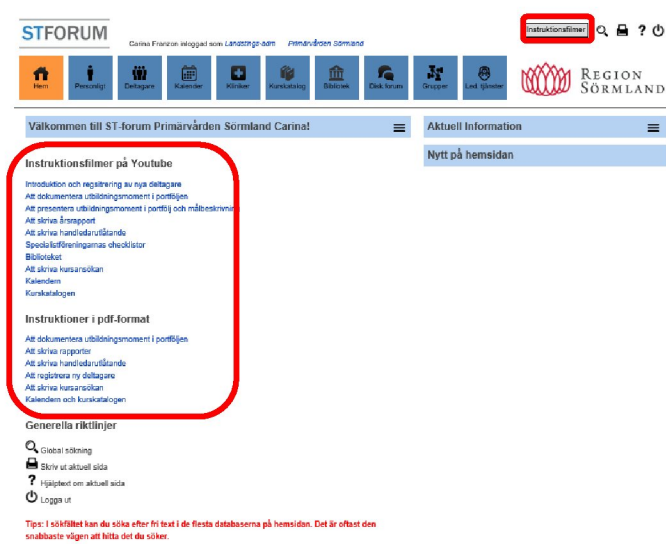 STFORUM
Carina Franzon inloggad som Landstings-adm Primärvården Sörmland
Instruktionsfilmer
?
Hem
Personligt
Deltagare
Kalender
Kliniker
Kurskatalog
Bibliotek
Disk.forum
Grupper
Led. tjänster
REGION
SÖRMLAND
Välkommen till ST-forum Primärvården Sörmland Carina!
Aktuell Information
Nytt på hemsidan
Instruktionsfilmer på Youtube
Introduktion och regsitrering av nya deltagare
Att dokumentera utbildningsmoment i portföljen
Att presentera utbildningsmoment i portfölj och målbeskrivning
Att skriva årsrapport
Att skriva handledarutlåtande
Specialistföreningarnas checklistor
Biblioteket
Att skriva kursansökan
Kalendern
Kurskatalogen
Instruktioner i pdf-format
Att dokumentera utbildningsmoment i portföljen
Att skriva rapporter
Att skriva handledarutlåtande
Att registrera ny deltagare
Att skriva kursansökan
Kalendern och kurskatalogen
Generella riktlinjer
Global sökning
Skriv ut aktuell sida
? Hjälptext om aktuell sida
Logga ut
Tips: I sökfältet kan du söka efter fri text i de flesta databaserna på hemsidan. Det är oftast den
snabbaste vägen att hitta det du söker.